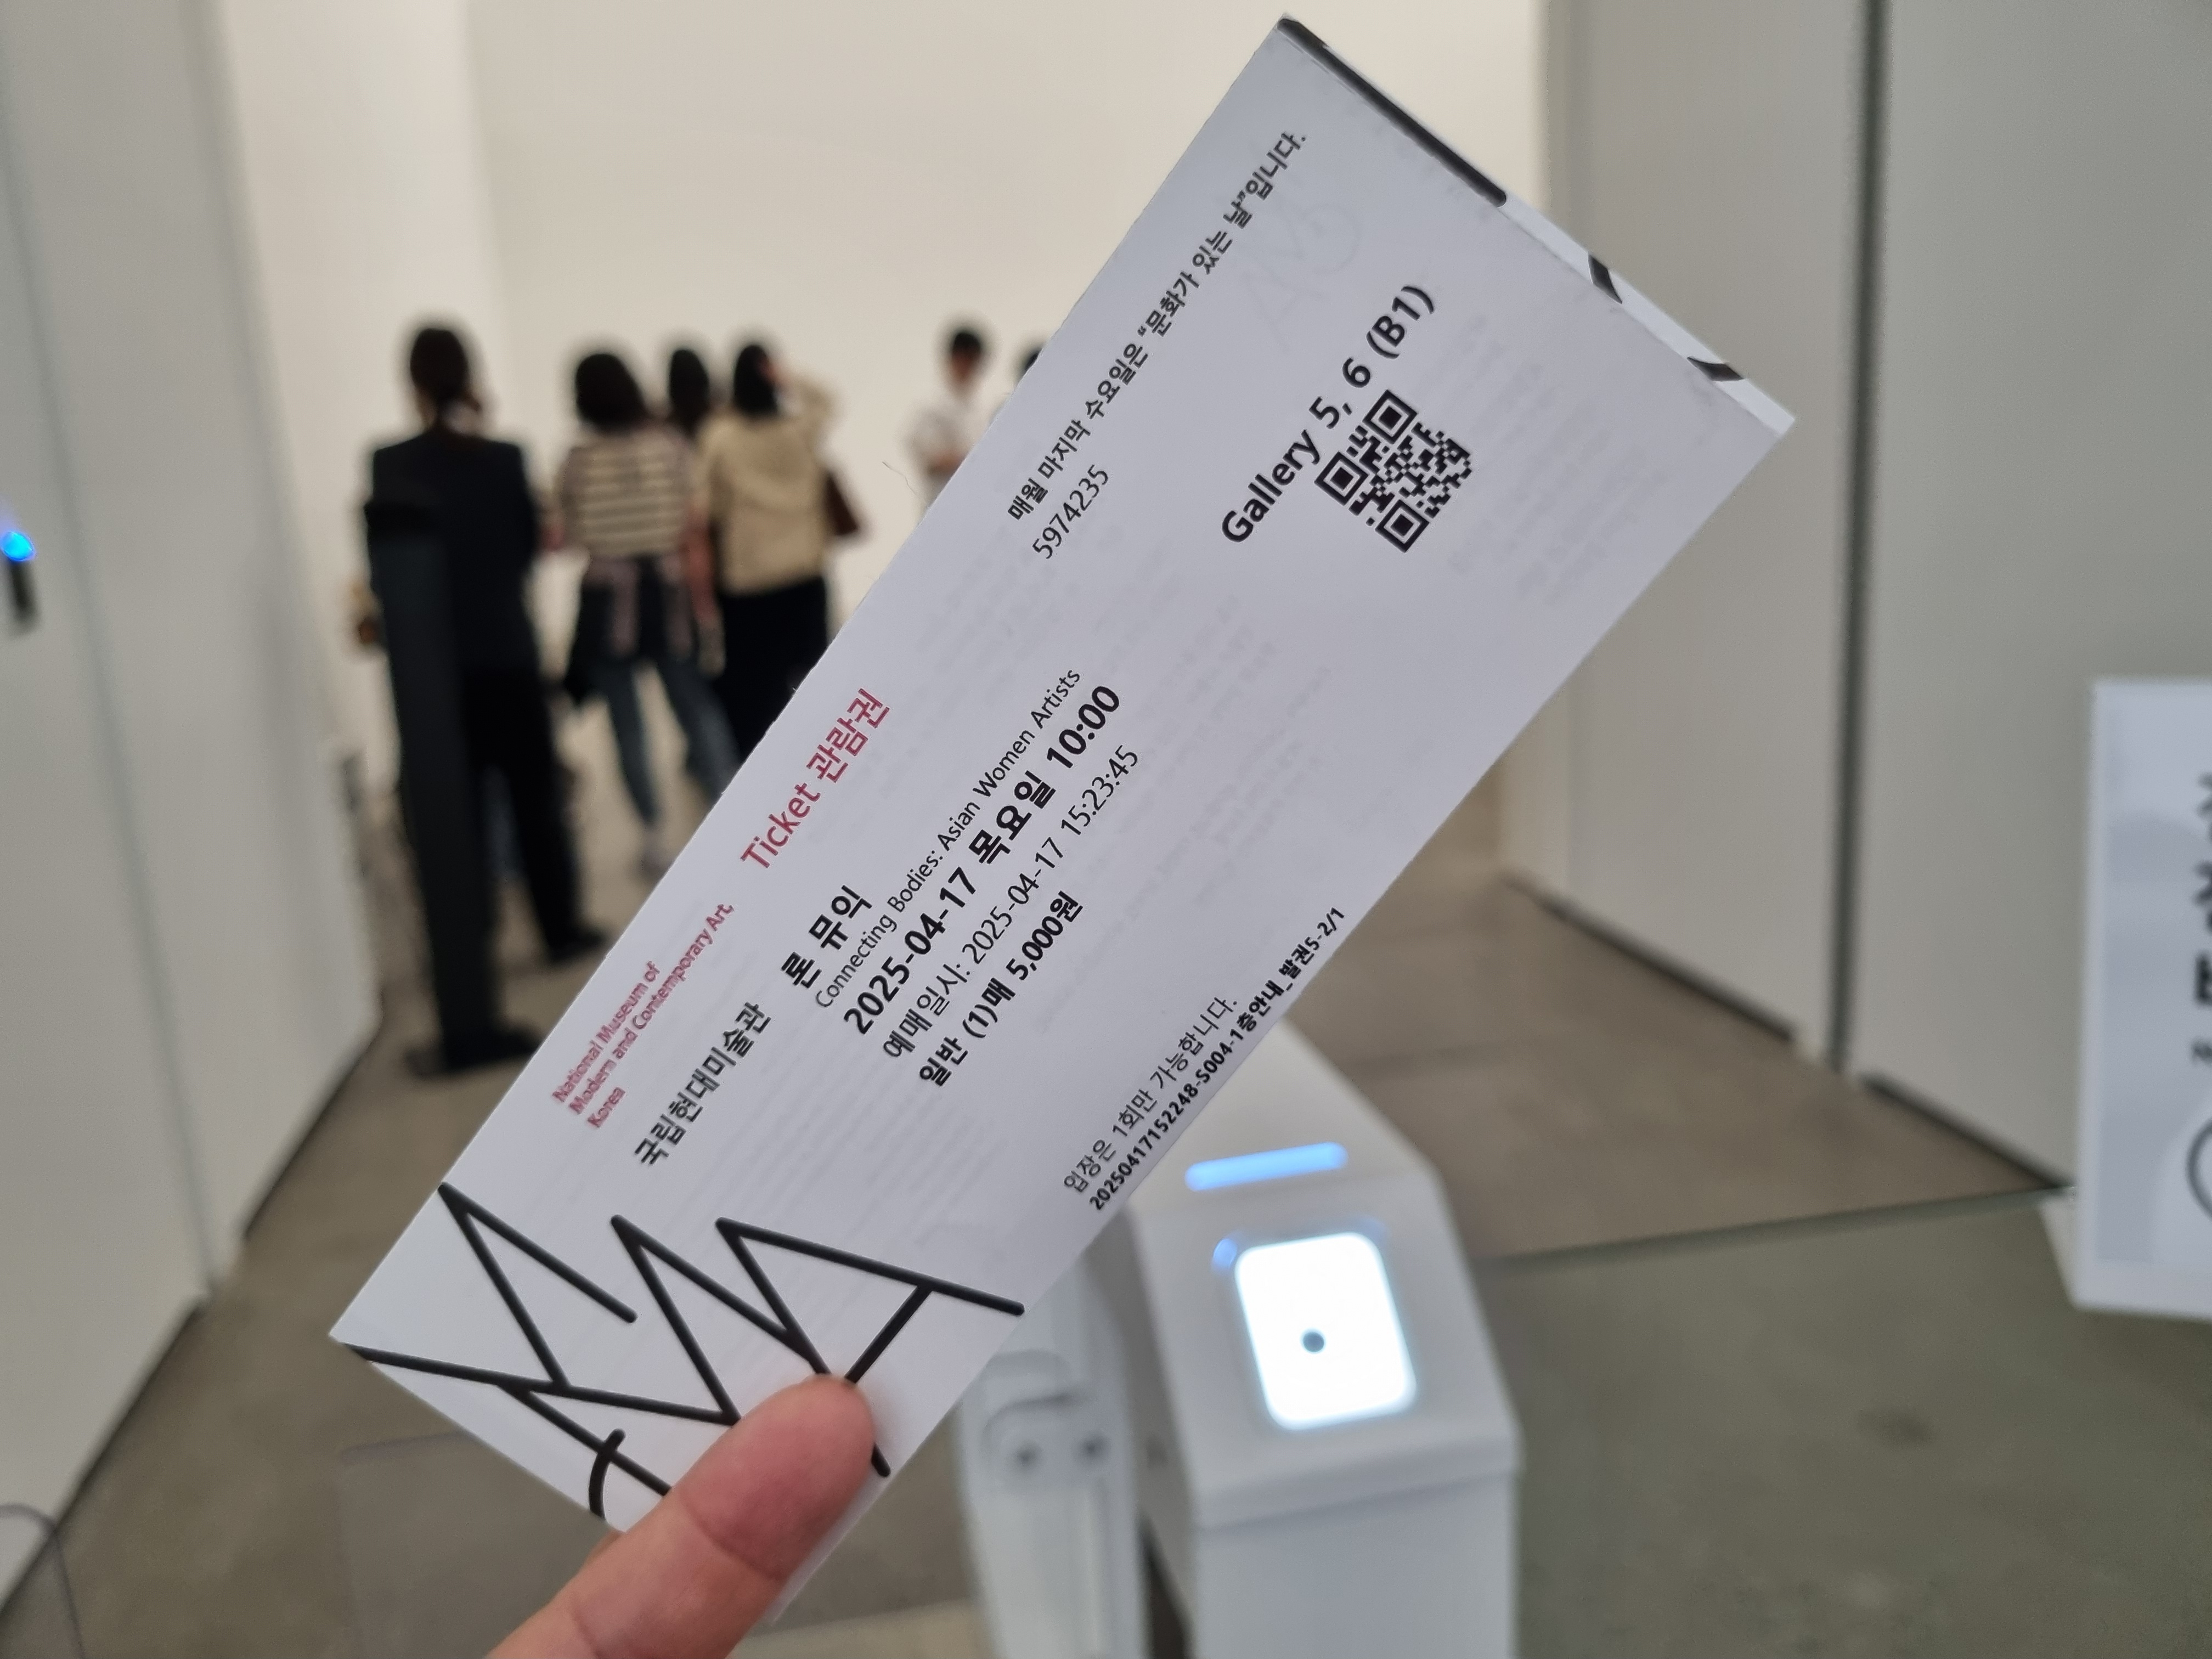 National Museum of
Modern and Contemporary Art,
Korea
Ticket 관람권
국립현대미술관
론 뮤익
Connecting Bodies: Asian Women Artists
2025-04-17 목요일 10:00
예매일시: 2025-04-17 15:23:45
일반 (1)매 5,000원
입장은 1회만 가능합니다.
20250417152248-S004-1층안내_발권5-2/1
매월 마지막 수요일은 “문화가 있는 날”입니다.
5974235
Gallery 5, 6 (B1)